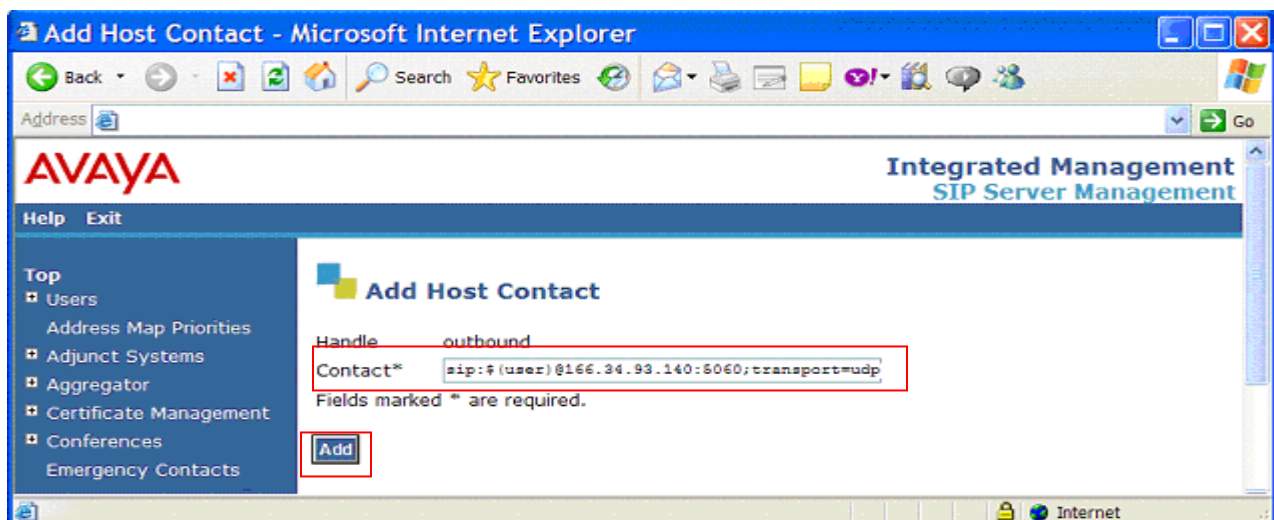 Add Host Contact - Microsoft Internet Explorer
Back Search Favorites
Address Go
AVAYA
Integrated Management
SIP Server Management
Help Exit
Top
Users
Address Map Priorities
Adjunct Systems
Aggregator
Certificate Management
Conferences
Emergency Contacts
Add Host Contact
Handle outbound
Contact* sip:$(user)@166.34.93.140:5060;transport=udp
Fields marked * are required.
Add
Internet